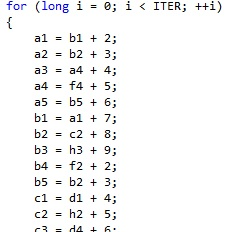 for (long i = 0; i < ITER; ++i)
{
    a1 = b1 + 2;
    a2 = b2 + 3;
    a3 = a4 + 4;
    a4 = f4 + 5;
    a5 = b5 + 6;
    b1 = a1 + 7;
    b2 = c2 + 8;
    b3 = h3 + 9;
    b4 = f2 + 2;
    b5 = b2 + 3;
    c1 = d1 + 4;
    c2 = h2 + 5;
    c3 = d4 + 6;